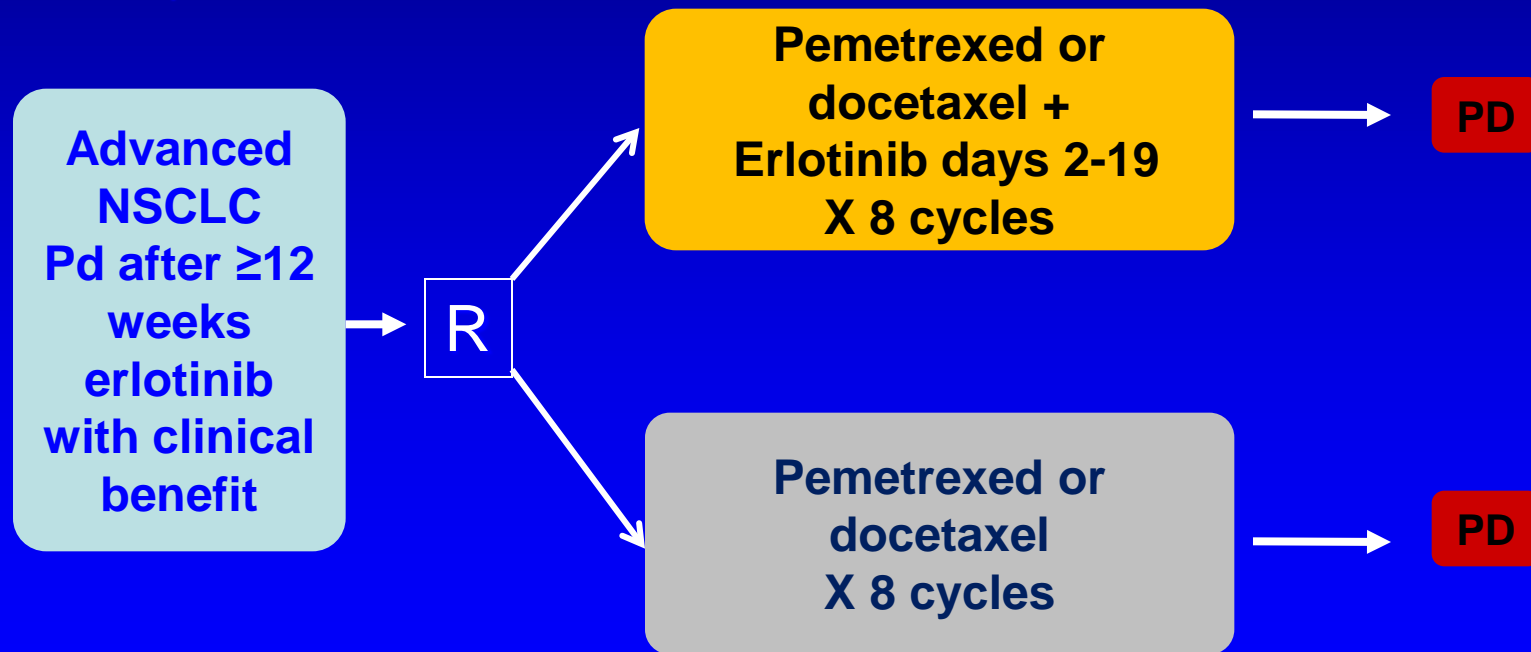 Advanced
NSCLC
Pd after ≥12
weeks
erlotinib
with clinical
benefit
R
Pemetrexed or
docetaxel +
Erlotinib days 2-19
X 8 cycles
PD
Pemetrexed or
docetaxel
X 8 cycles
PD